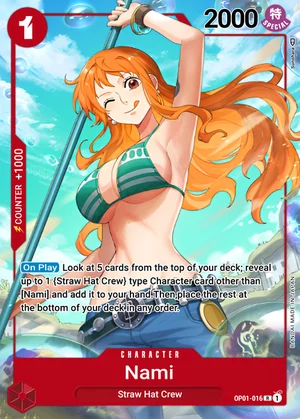 1
2000
特
SPECIAL
COUNTER +1000
On Play Look at 5 cards from the top of your deck; reveal
up to 1 {Straw Hat Crew} type Character card other than
[Nami] and add it to your hand.Then,place the rest at
the bottom of your deck in any order.
CHARACTER
Nami
Straw Hat Crew
OP01-016 R 1